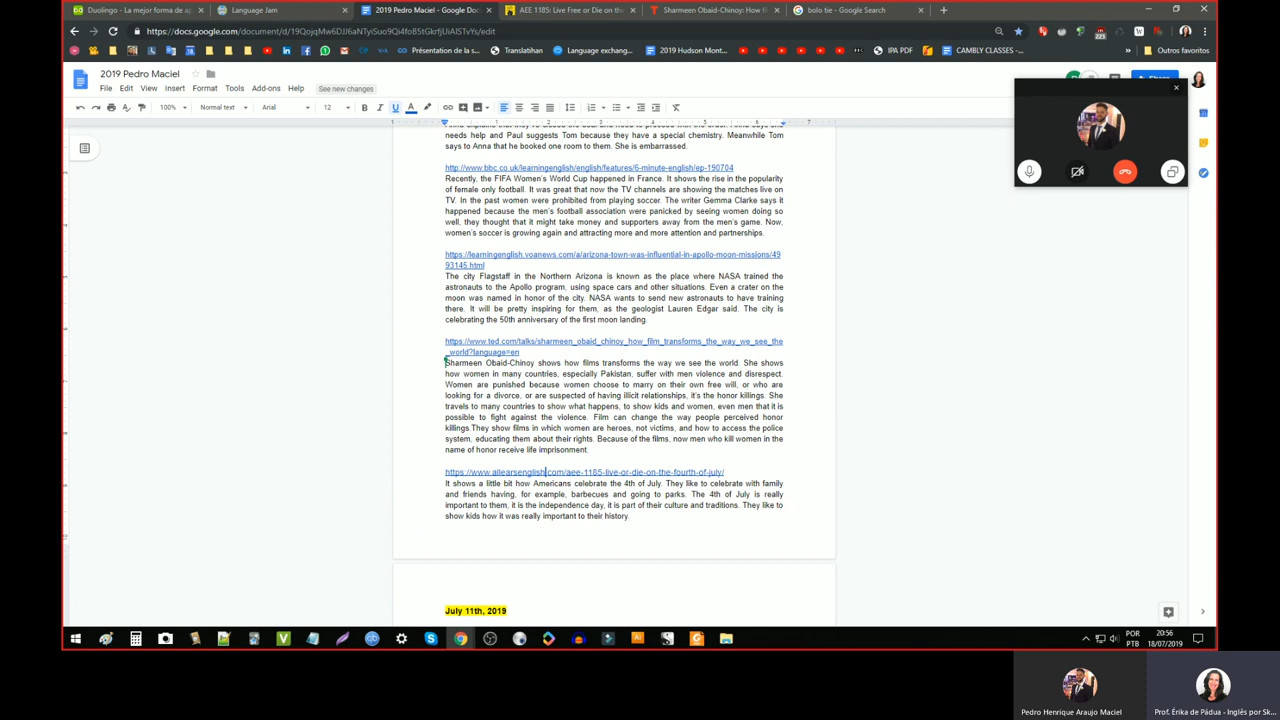 Duolingo - La mejor forma de ap
Language Jam
2019 Pedro Maciel - Google Doc
AEE 1185: Live Free or Die on the
Sharmeen Obaid-Chinoy: How fi
bolo tie - Google Search
https://docs.google.com/document/d/19QojqMw6DJJ6aNTyiSuo9Qi4foB5tGkrfjUiAISTvYs/edit
Présentation de la s...
Translatihan
Language exchang...
2019 Hudson Mont...
IPA PDF
CAMBLY CLASSES -...
Outros favoritos
2019 Pedro Maciel
File Edit View Insert Format Tools Add-ons Help See new changes
100% Normal text Arial 12
needs help and Paul suggests Tom because they have a special chemistry. Meanwhile Tom
says to Anna that he booked one room to them. She is embarrassed.
http://www.bbc.co.uk/learningenglish/english/features/6-minute-english/ep-190704
Recently, the FIFA Women's World Cup happened in France. It shows the rise in the popularity
of female only football. It was great that now the TV channels are showing the matches live on
TV. In the past women were prohibited from playing soccer. The writer Gemma Clarke says it
happened because the men's football association were panicked by seeing women doing so
well, they thought that it might take money and supporters away from the men's game. Now,
women's soccer is growing again and attracting more and more attention and partnerships.
https://learningenglish.voanews.com/a/arizona-town-was-influential-in-apollo-moon-missions/49
93145.html
The city Flagstaff in the Northern Arizona is known as the place where NASA trained the
astronauts to the Apollo program, using space cars and other situations. Even a crater on the
moon was named in honor of the city. NASA wants to send new astronauts to have training
there. It will be pretty inspiring for them, as the geologist Lauren Edgar said. The city is
celebrating the 50th anniversary of the first moon landing.
https://www.ted.com/talks/sharmeen_obaid_chinoy_how_film_transforms_the_way_we_see_the
_world?language=en
Sharmeen Obaid-Chinoy shows how films transforms the way we see the world. She shows
how women in many countries, especially Pakistan, suffer with men violence and disrespect.
Women are punished because women choose to marry on their own free will, or who are
looking for a divorce, or are suspected of having illicit relationships, it's the honor killings. She
travels to many countries to show what happens, to show kids and women, even men that it is
possible to fight against the violence. Film can change the way people perceived honor
killings.They show films in which women are heroes, not victims, and how to access the police
system, educating them about their rights. Because of the films, now men who kill women in the
name of honor receive life imprisonment.
https://www.allearsenglish.com/aee-1185-live-or-die-on-the-fourth-of-july/
It shows a little bit how Americans celebrate the 4th of July. They like to celebrate with family
and friends having, for example, barbecues and going to parks. The 4th of July is really
important to them, it is the independence day, it is part of their culture and traditions. They like to
show kids how it was really important to their history.
July 11th, 2019
POR
PTB
20:56
18/07/2019
Pedro Henrique Araujo Maciel
Prof. Érika de Pádua - Inglês por Sk...